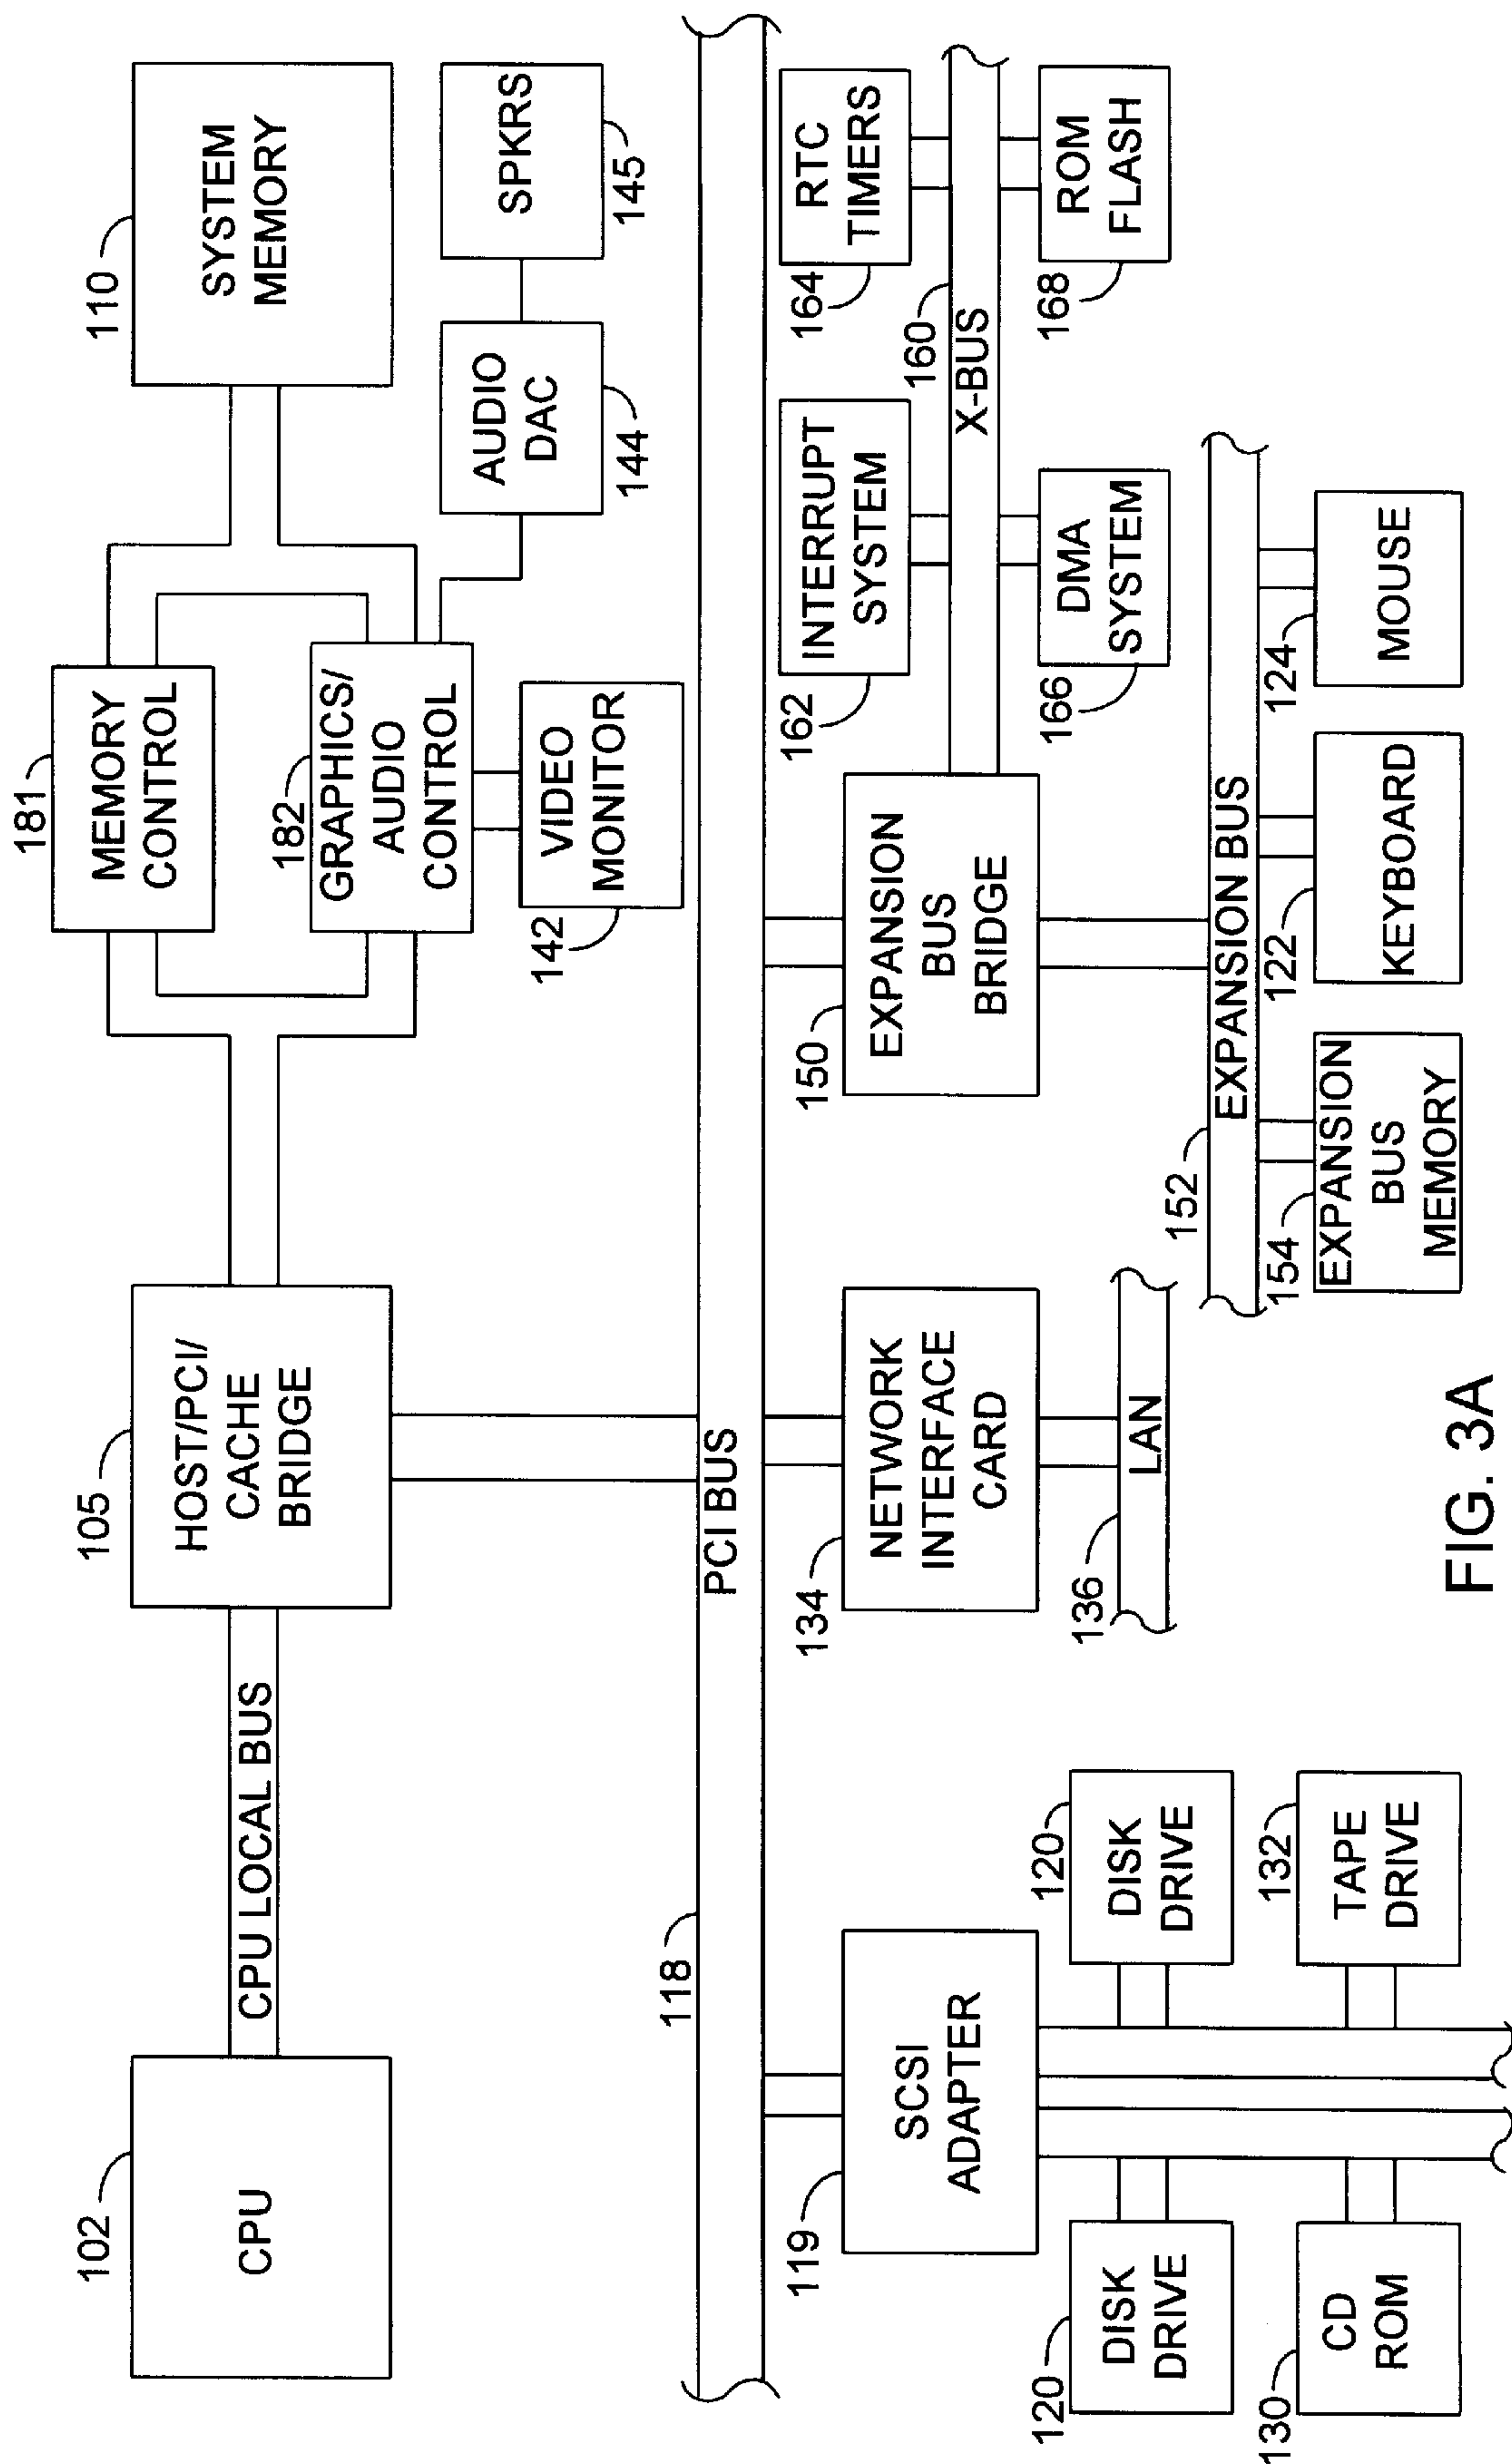 102
CPU
CPU LOCAL BUS
105
HOST/PCI/
CACHE
BRIDGE
181
MEMORY
CONTROL
182
GRAPHICS/
AUDIO
CONTROL
142
VIDEO
MONITOR
110
SYSTEM
MEMORY
144
AUDIO
DAC
145
SPKRS
118
PCI BUS
119
SCSI
ADAPTER
120
DISK
DRIVE
120
DISK
DRIVE
130
CD
ROM
132
TAPE
DRIVE
134
NETWORK
INTERFACE
CARD
136
LAN
150
EXPANSION
BUS
BRIDGE
162
INTERRUPT
SYSTEM
164
RTC
TIMERS
160
X-BUS
166
DMA
SYSTEM
168
ROM
FLASH
152
EXPANSION BUS
154
EXPANSION
BUS
MEMORY
122
KEYBOARD
124
MOUSE
FIG. 3A